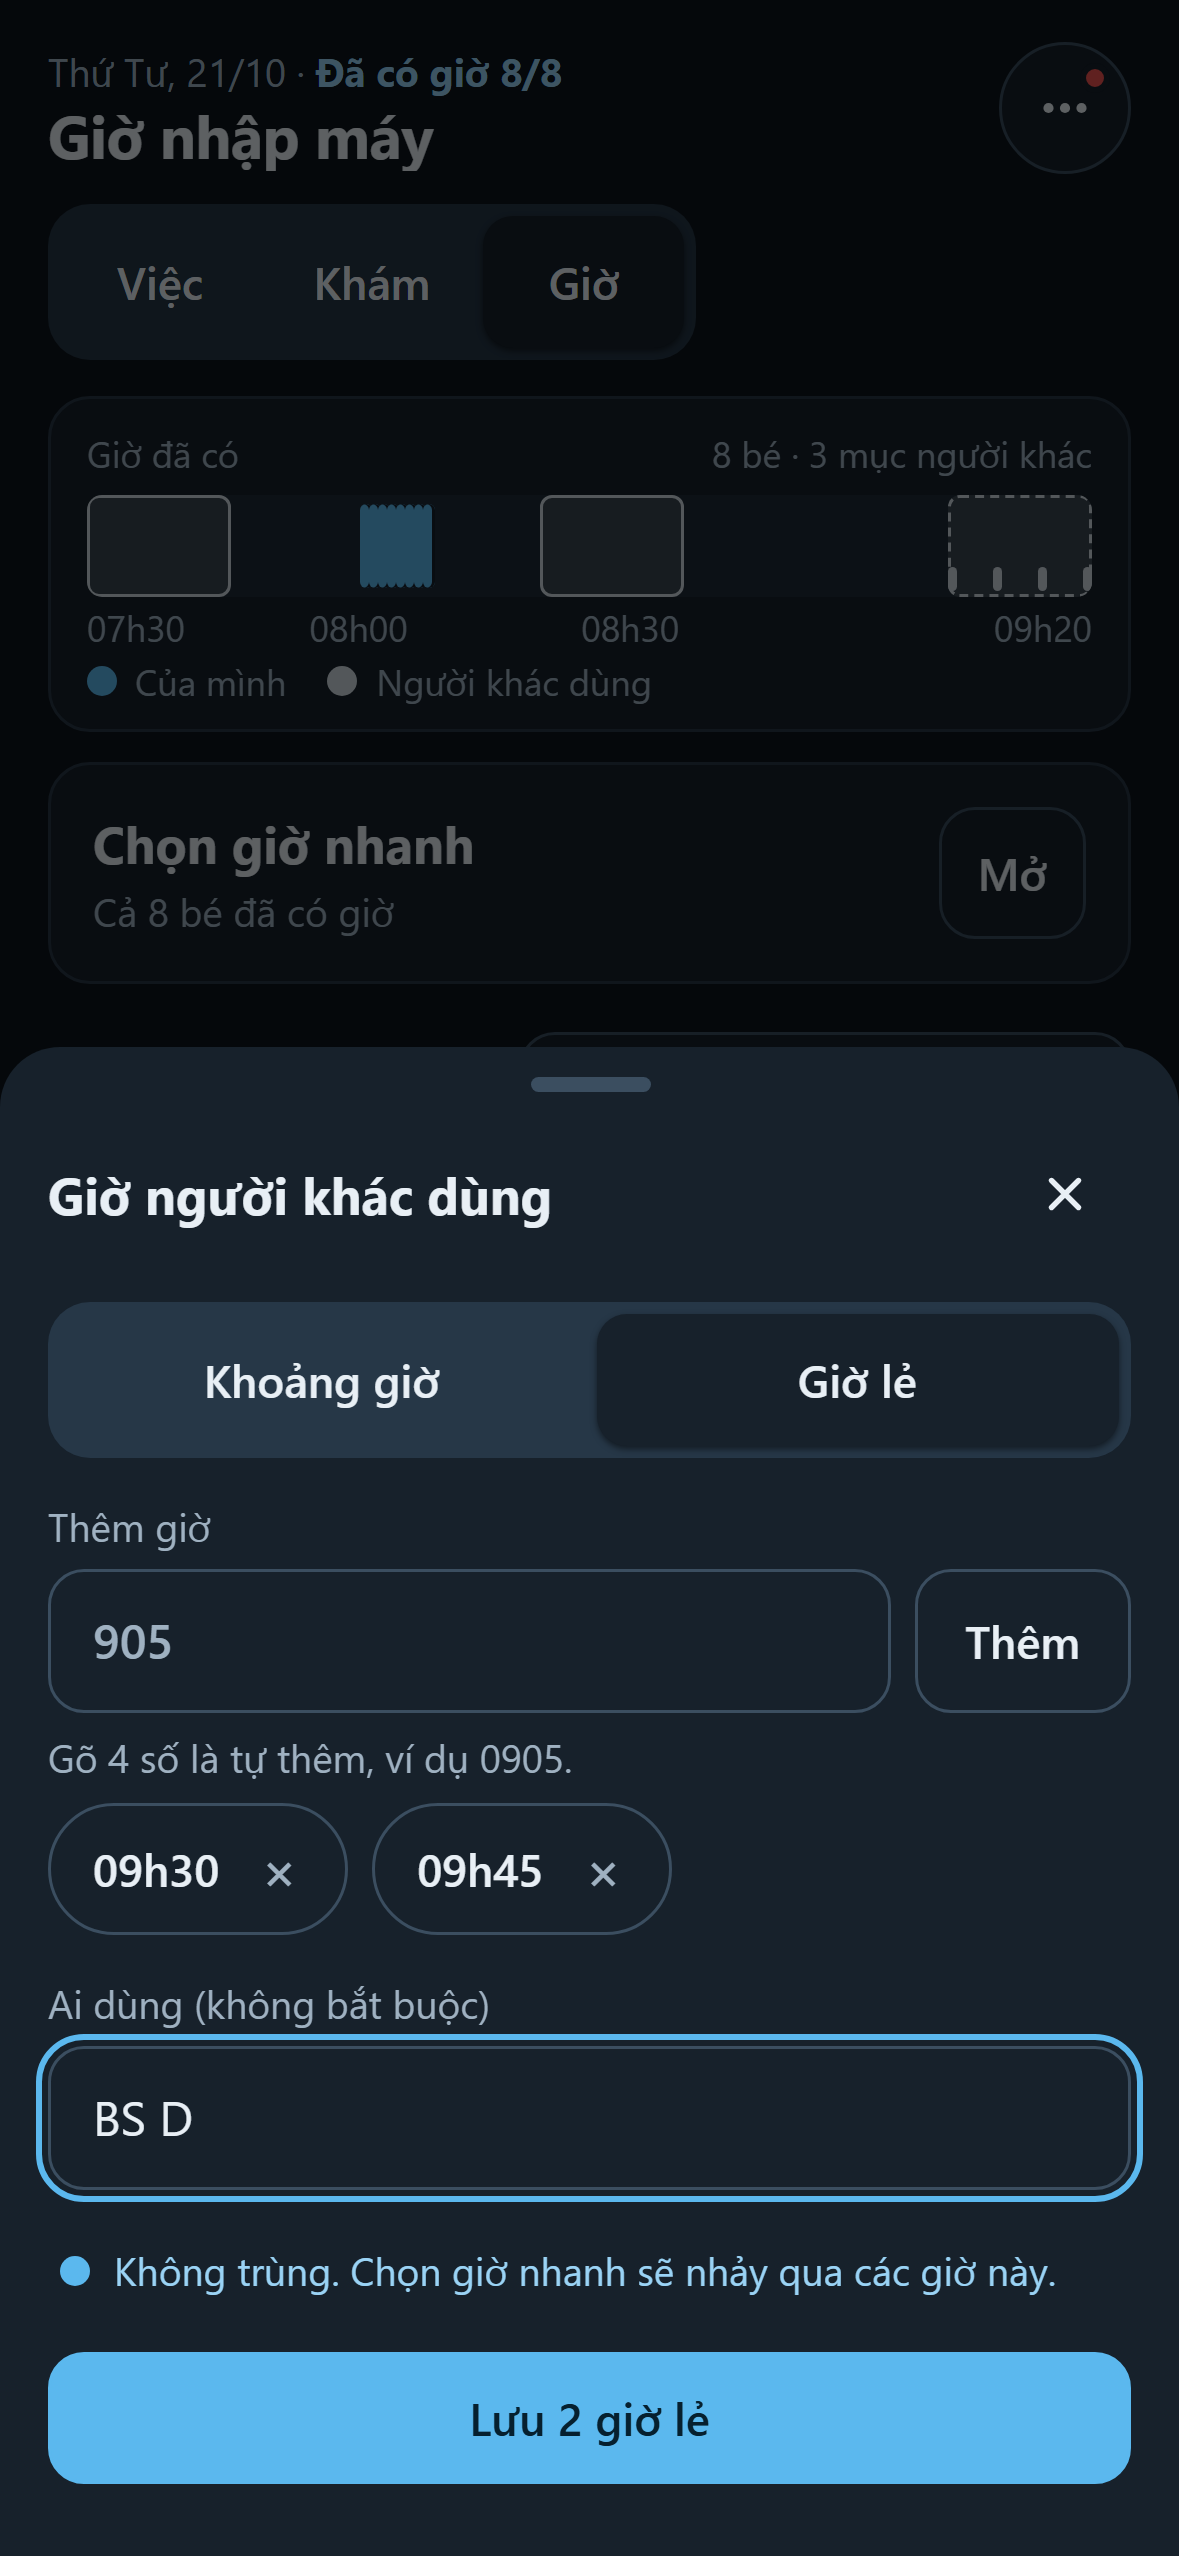 Thứ Tư, 21/10 · Đã có giờ 8/8
Giờ nhập máy
Việc
Khám
Giờ
Giờ đã có
8 bé · 3 mục người khác
07h30
08h00
08h30
09h20
Của mình
Người khác dùng
Chọn giờ nhanh
Cả 8 bé đã có giờ
Mở
Giờ người khác dùng
Khoảng giờ
Giờ lẻ
Thêm giờ
905
Thêm
Gõ 4 số là tự thêm, ví dụ 0905.
09h30 ×
09h45 ×
Ai dùng (không bắt buộc)
BS D
Không trùng. Chọn giờ nhanh sẽ nhảy qua các giờ này.
Lưu 2 giờ lẻ